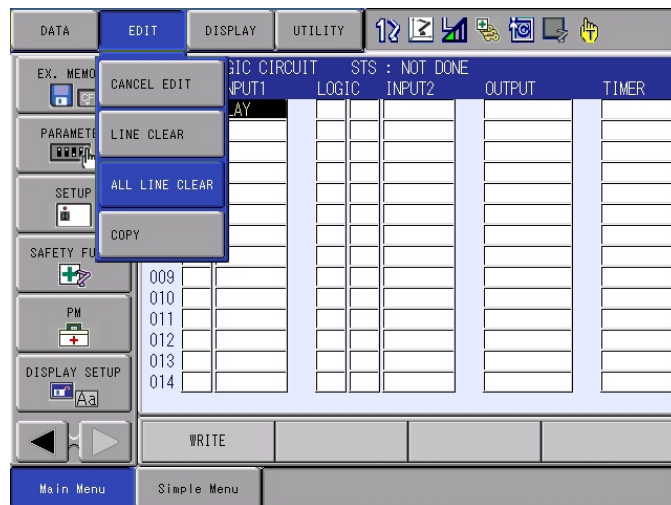 DATA EDIT DISPLAY UTILITY
EX. MEMO
CF
GIC CIRCUIT STS : NOT DONE
NPUT1 LOGIC INPUT2 OUTPUT TIMER
LAY
CANCEL EDIT
LINE CLEAR
ALL LINE CLEAR
COPY
PARAMETE
SETUP
SAFETY FU
PM
DISPLAY SETUP
Aa
009
010
011
012
013
014
WRITE
Main Menu Simple Menu